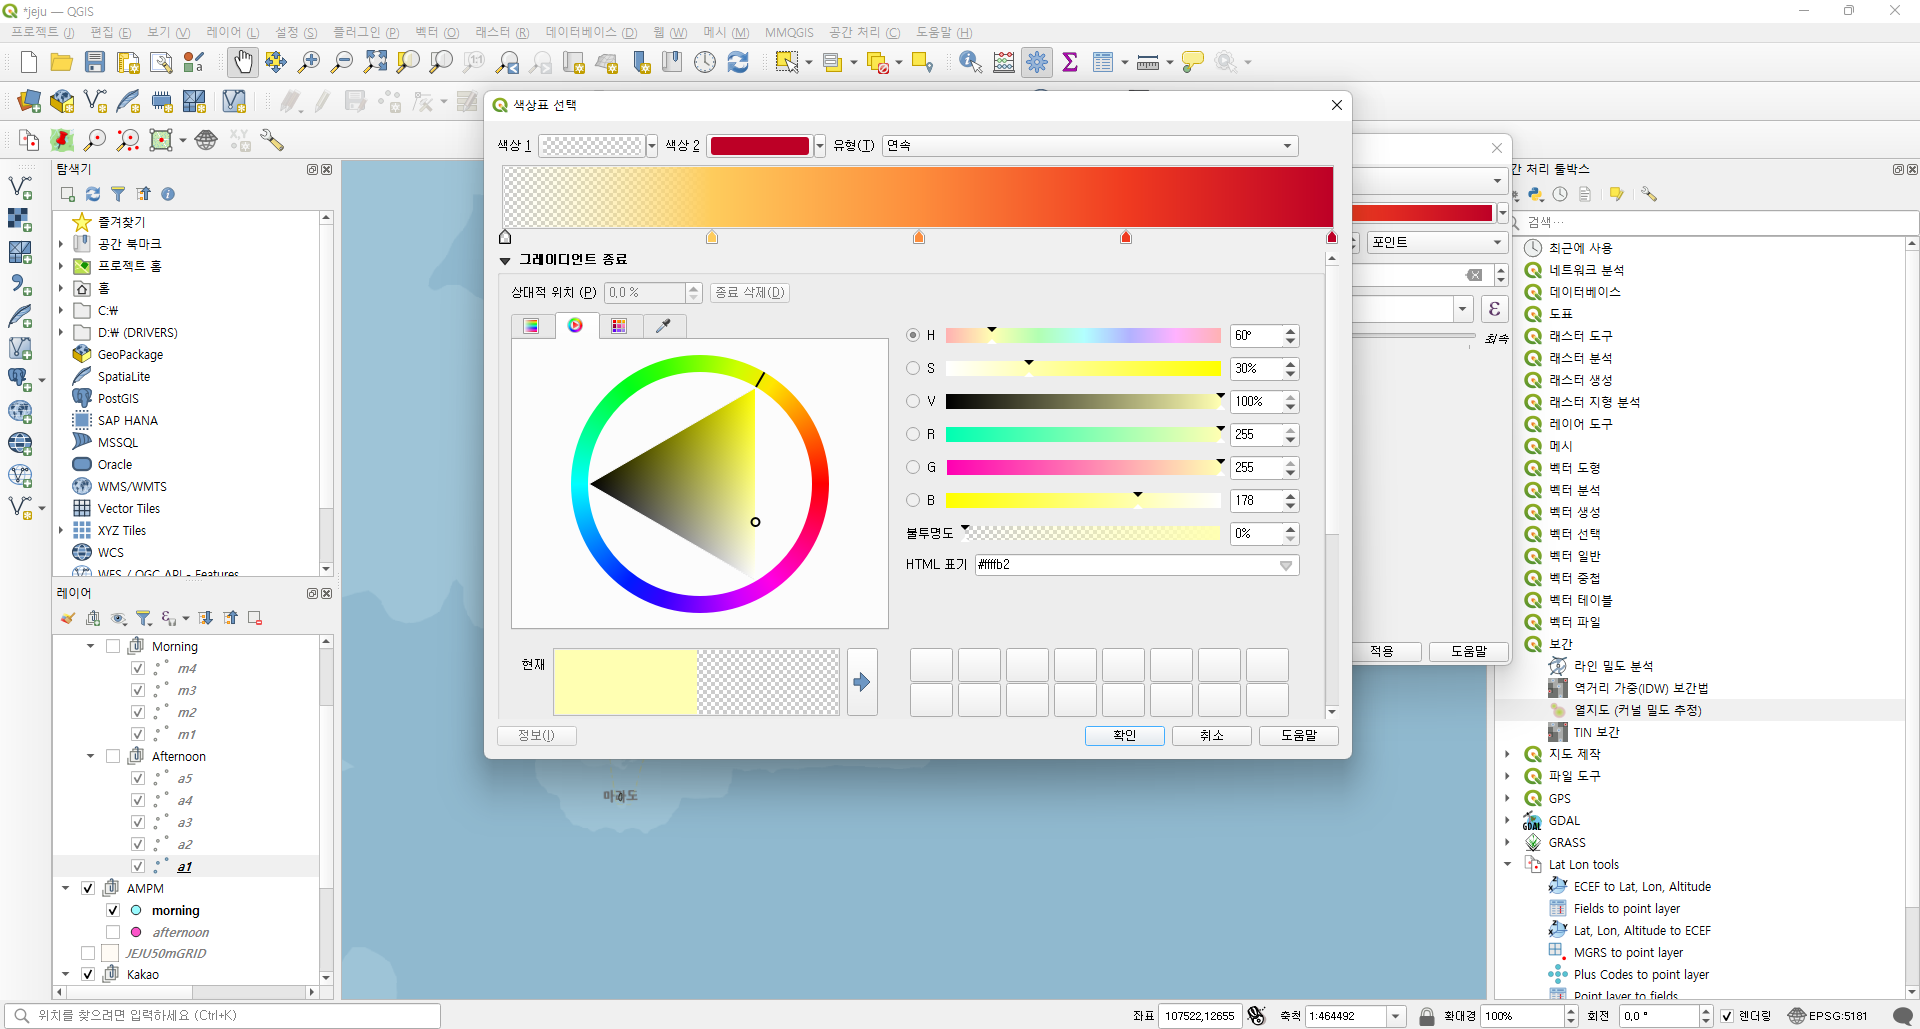 *jeju — QGIS
프로젝트 (J) 편집 (E) 보기 (V) 레이어 (L) 설정 (S) 플러그인 (P) 벡터 (O) 래스터 (R) 데이터베이스 (D) 웹 (W) 메시 (M) MMQGIS 공간 처리 (C) 도움말 (H)
색상표 선택
색상 1
색상 2
유형(T) 연속
그레이디언트 종료
상대적 위치 (P) 0,0 % 종료 삭제(D)
H 60°
S 30%
V 100%
R 255
G 255
B 178
불투명도 0%
HTML 표기 #ffffb2
현재
정보(I) 확인 취소 도움말
포인트
최속
적용 도움말
탐색기
즐겨찾기
공간 북마크
프로젝트 홈
홈
C:₩
D:₩ (DRIVERS)
GeoPackage
SpatiaLite
PostGIS
SAP HANA
MSSQL
Oracle
WMS/WMTS
Vector Tiles
XYZ Tiles
WCS
WFS / OGC API - Features
레이어
Morning
m4
m3
m2
m1
Afternoon
a5
a4
a3
a2
a1
AMPM
morning
afternoon
JEJU50mGRID
Kakao
마라도
간 처리 툴박스
검색…
최근에 사용
네트워크 분석
데이터베이스
도표
래스터 도구
래스터 분석
래스터 생성
래스터 지형 분석
레이어 도구
메시
벡터 도형
벡터 분석
벡터 생성
벡터 선택
벡터 일반
벡터 중첩
벡터 테이블
벡터 파일
보간
라인 밀도 분석
역거리 가중(IDW) 보간법
열지도 (커널 밀도 추정)
TIN 보간
지도 제작
파일 도구
GPS
GDAL
GRASS
Lat Lon tools
ECEF to Lat, Lon, Altitude
Fields to point layer
Lat, Lon, Altitude to ECEF
MGRS to point layer
Plus Codes to point layer
Point layer to fields
위치를 찾으려면 입력하세요 (Ctrl+K)
좌표 107522,12655 축척 1:464492 확대경 100% 회전 0,0 ° 렌더링 EPSG:5181